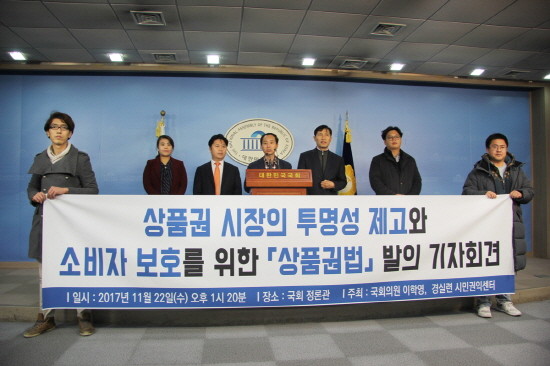 대한민국국회
상품권 시장의 투명성 제고와
소비자 보호를 위한 「상품권법」 발의 기자회견
| 일시 : 2017년 11월 22일(수) 오후 1시 20분 | 장소 : 국회 정론관 | 주최 : 국회의원 이학영, 경실련 시민권익센터